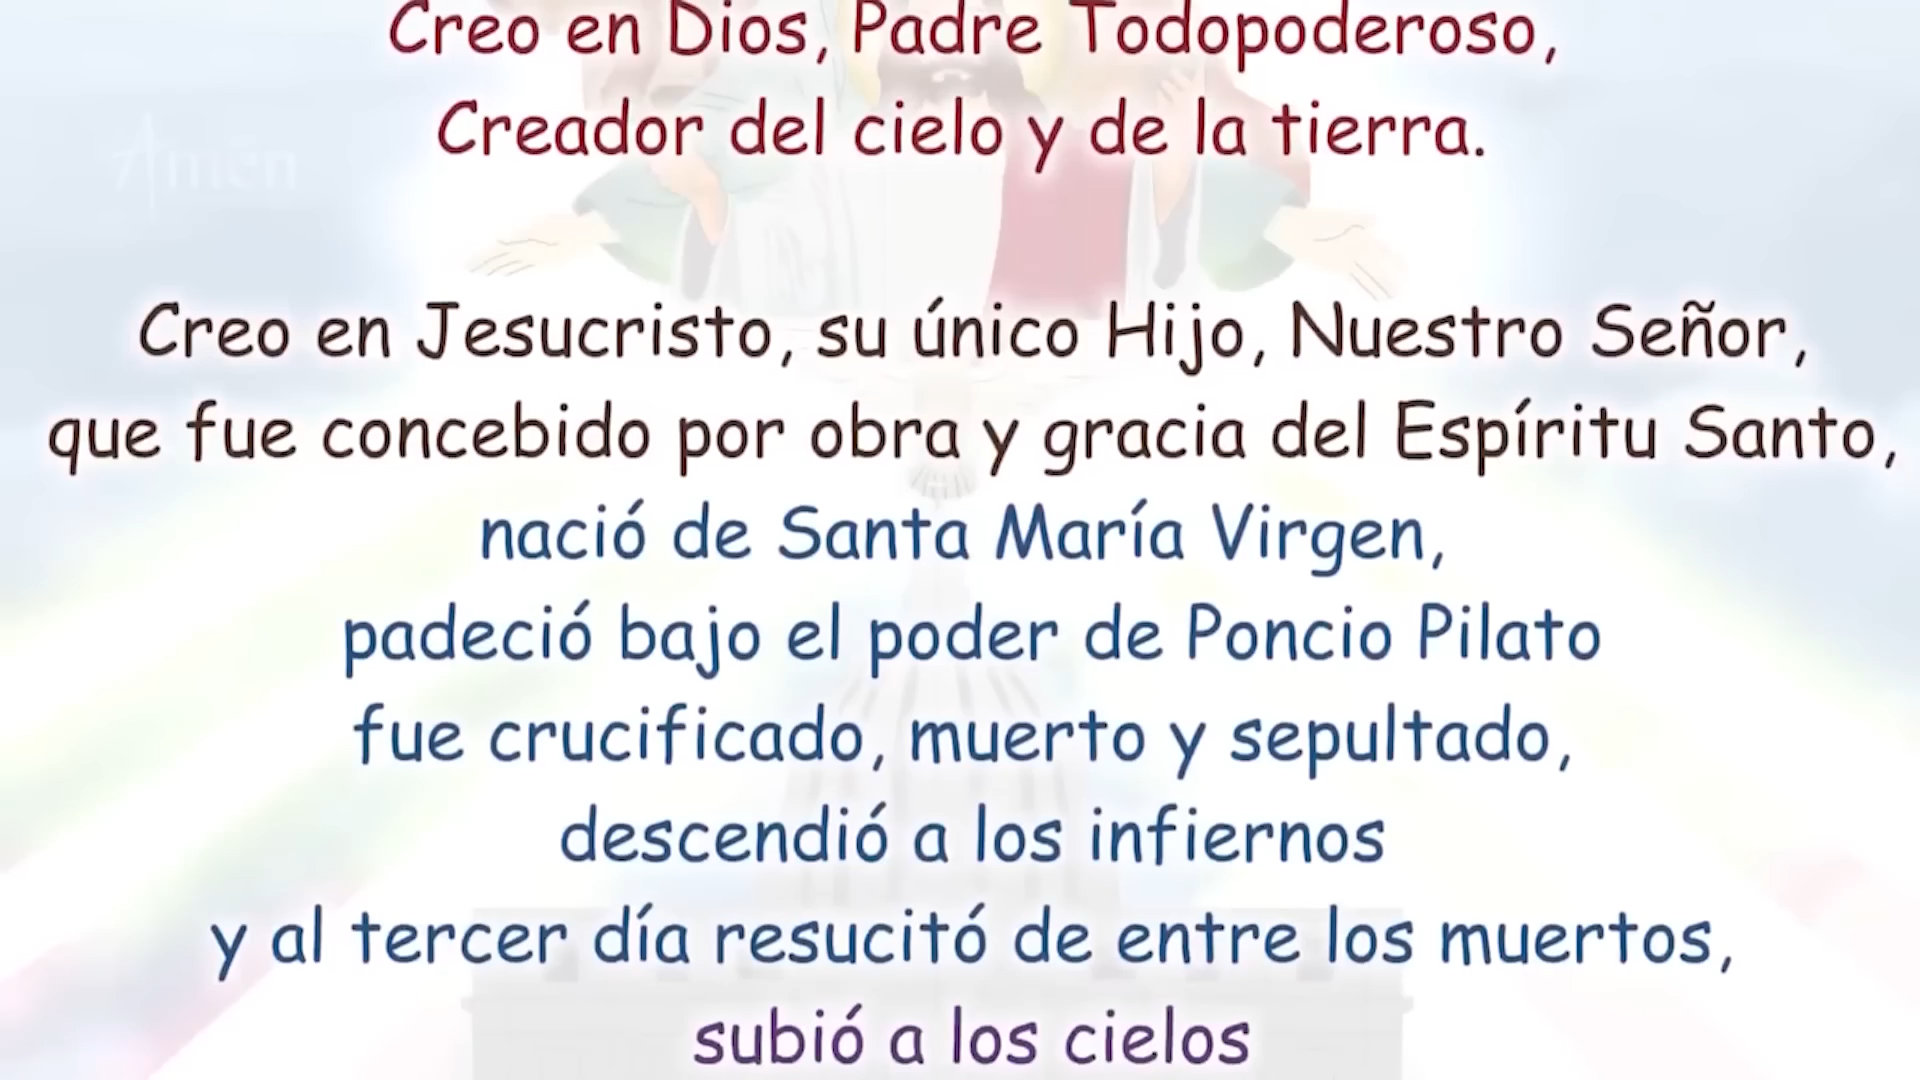 Creo en Dios, Padre Todopoderoso,
Creador del cielo y de la tierra.
Amén
Creo en Jesucristo, su único Hijo, Nuestro Señor,
que fue concebido por obra y gracia del Espíritu Santo,
nació de Santa María Virgen,
padeció bajo el poder de Poncio Pilato
fue crucificado, muerto y sepultado,
descendió a los infiernos
y al tercer día resucitó de entre los muertos,
subió a los cielos